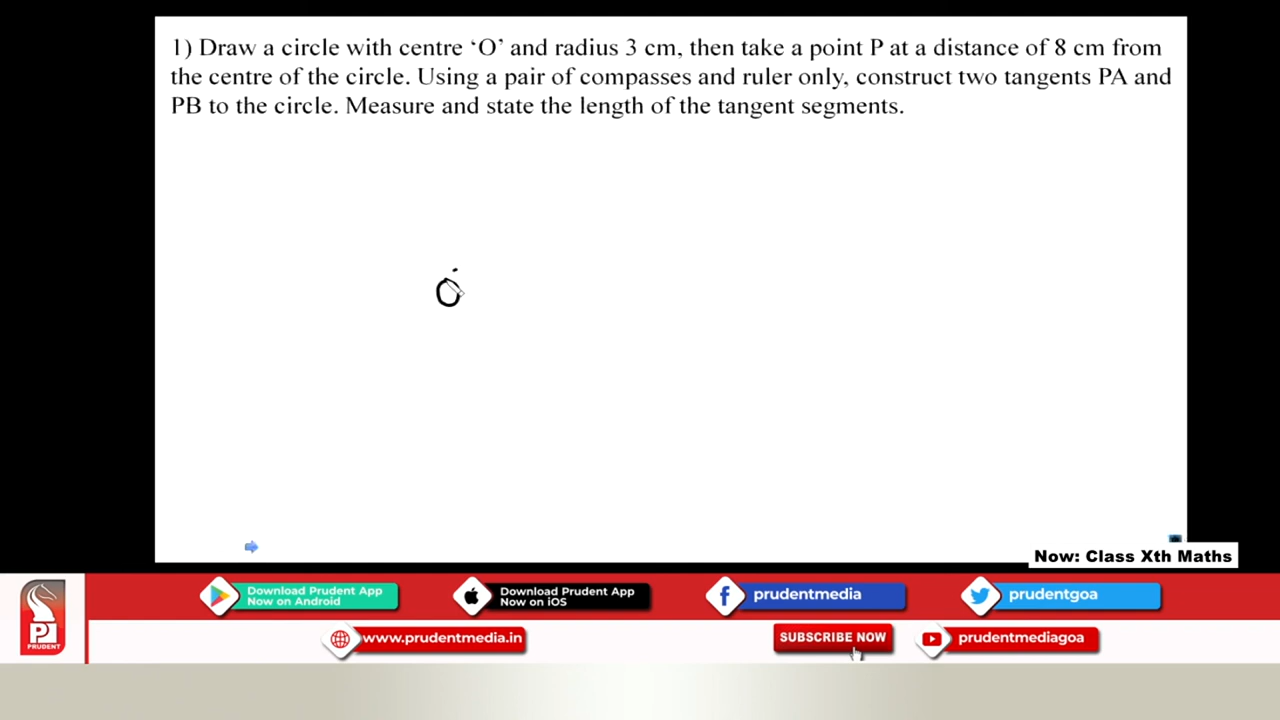 1) Draw a circle with centre ‘O’ and radius 3 cm, then take a point P at a distance of 8 cm from
the centre of the circle. Using a pair of compasses and ruler only, construct two tangents PA and
PB to the circle. Measure and state the length of the tangent segments.
O
Now: Class Xth Maths
Download Prudent App
Now on Android
Download Prudent App
Now on iOS
prudentmedia
prudentgoa
PRUDENT
www.prudentmedia.in
SUBSCRIBE NOW
prudentmediagoa